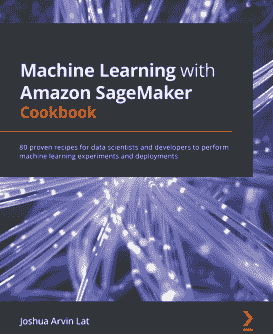 Machine Learning with
Amazon SageMaker
Cookbook
80 proven recipes for data scientists and developers to perform
machine learning experiments and deployments
Joshua Arvin Lat